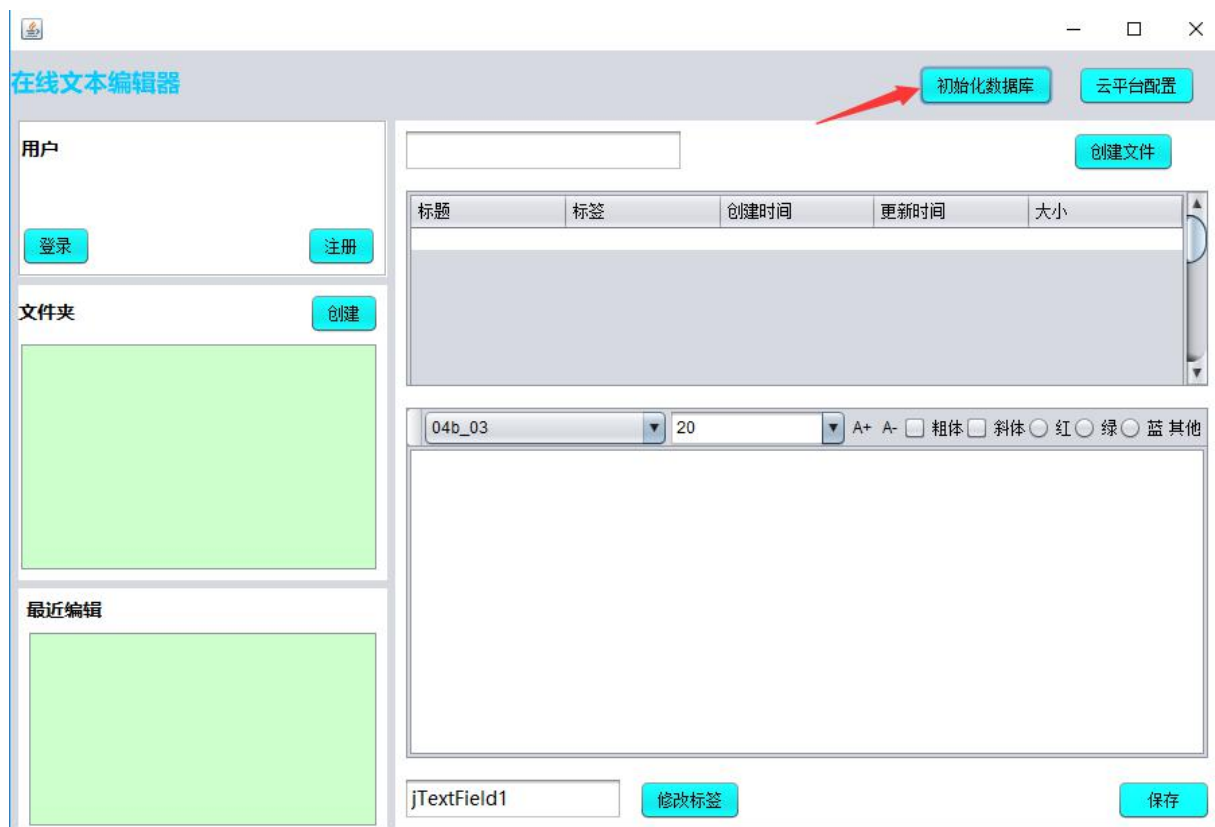 在线文本编辑器
初始化数据库
云平台配置
用户
登录
注册
文件夹
创建
最近编辑
创建文件
标题 标签 创建时间 更新时间 大小
04b_03 20 A+ A- 粗体 斜体 红 绿 蓝 其他
jTextField1
修改标签
保存